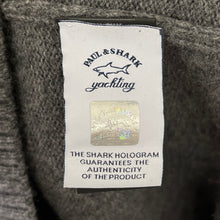 PAUL & SHARK
yachting
THE SHARK HOLOGRAM
GUARANTEES THE
AUTHENTICITY
OF THE PRODUCT